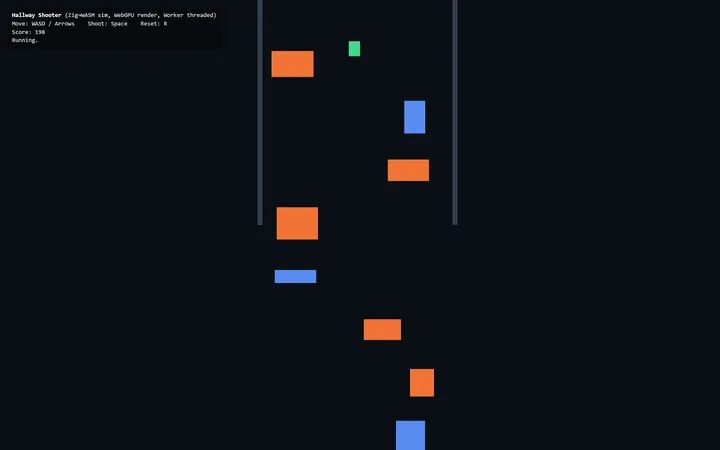 Hallway Shooter (Zig→WASM sim, WebGPU render, Worker threaded)
Move: WASD / Arrows Shoot: Space Reset: R
Score: 198
Running.